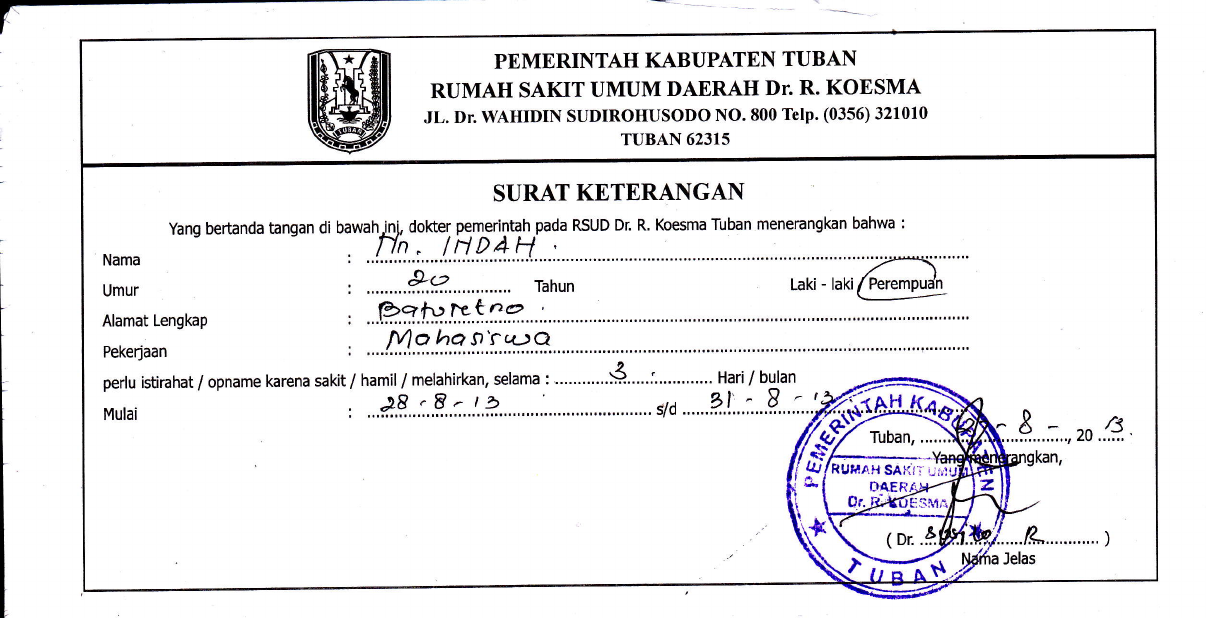 PEMERINTAH KABUPATEN TUBAN
RUMAH SAKIT UMUM DAERAH Dr. R. KOESMA
JL. Dr. WAHIDIN SUDIROHUSODO NO. 800 Telp. (0356) 321010
TUBAN 62315
TUBAN
SURAT KETERANGAN
Yang bertanda tangan di bawah ini, dokter pemerintah pada RSUD Dr. R. Koesma Tuban menerangkan bahwa :
Nama : Nn. INDAH
Umur : 20 Tahun Laki - laki / Perempuan
Alamat Lengkap : Baturetno
Pekerjaan : Mahasiswa
perlu istirahat / opname karena sakit / hamil / melahirkan, selama : 3 Hari / bulan
Mulai : 28-8-13 s/d 31-8-13
Tuban, -8-, 20 13
Yang menerangkan,
(Dr. R)
Nama Jelas
PEMERINTAH KABUPATEN
RUMAH SAKIT UMUM
DAERAH
Dr. R. KOESMA
TUBAN